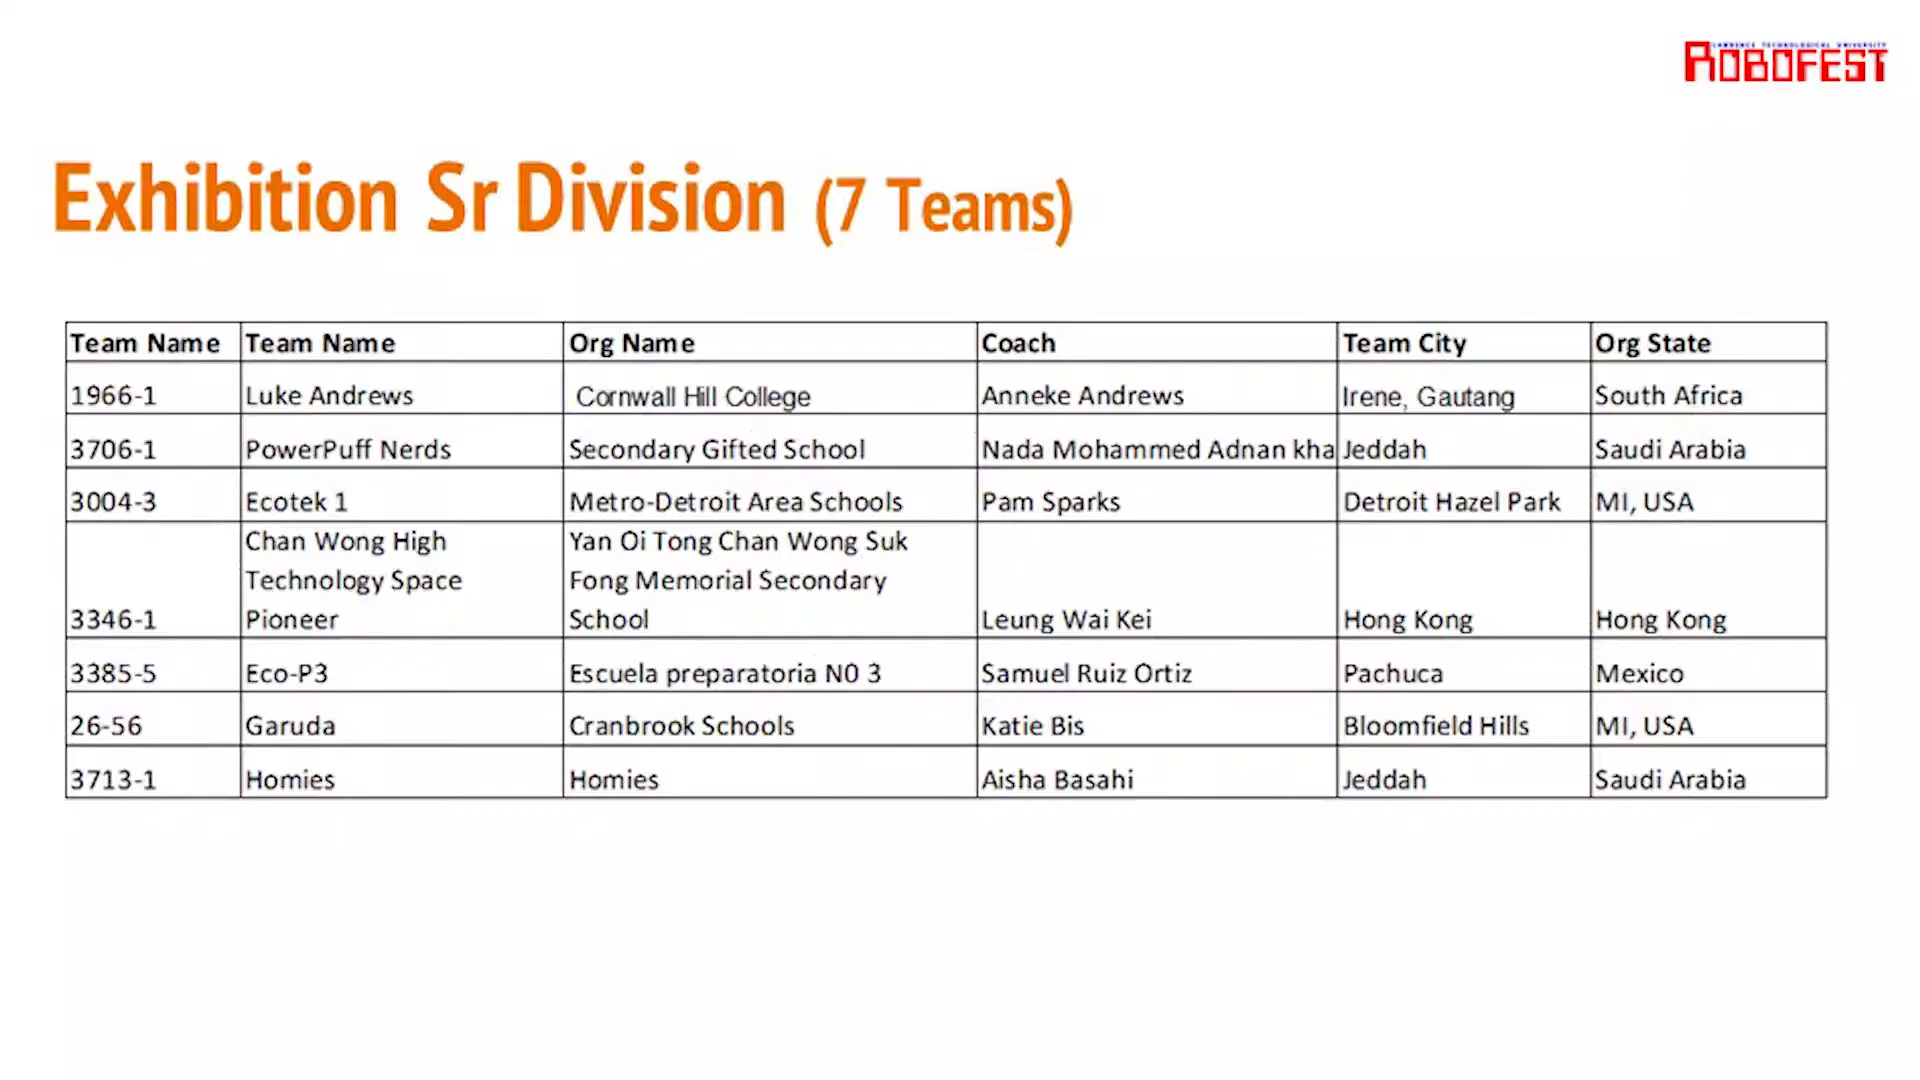 LAWRENCE TECHNOLOGICAL UNIVERSITY
ROBOFEST
Exhibition Sr Division (7 Teams)
Team Name Team Name Org Name Coach Team City Org State
1966-1 Luke Andrews Cornwall Hill College Anneke Andrews Irene, Gautang South Africa
3706-1 PowerPuff Nerds Secondary Gifted School Nada Mohammed Adnan kha Jeddah Saudi Arabia
3004-3 Ecotek 1 Metro-Detroit Area Schools Pam Sparks Detroit Hazel Park MI, USA
Chan Wong High Yan Oi Tong Chan Wong Suk
Technology Space Fong Memorial Secondary
3346-1 Pioneer School Leung Wai Kei Hong Kong Hong Kong
3385-5 Eco-P3 Escuela preparatoria N0 3 Samuel Ruiz Ortiz Pachuca Mexico
26-56 Garuda Cranbrook Schools Katie Bis Bloomfield Hills MI, USA
3713-1 Homies Homies Aisha Basahi Jeddah Saudi Arabia